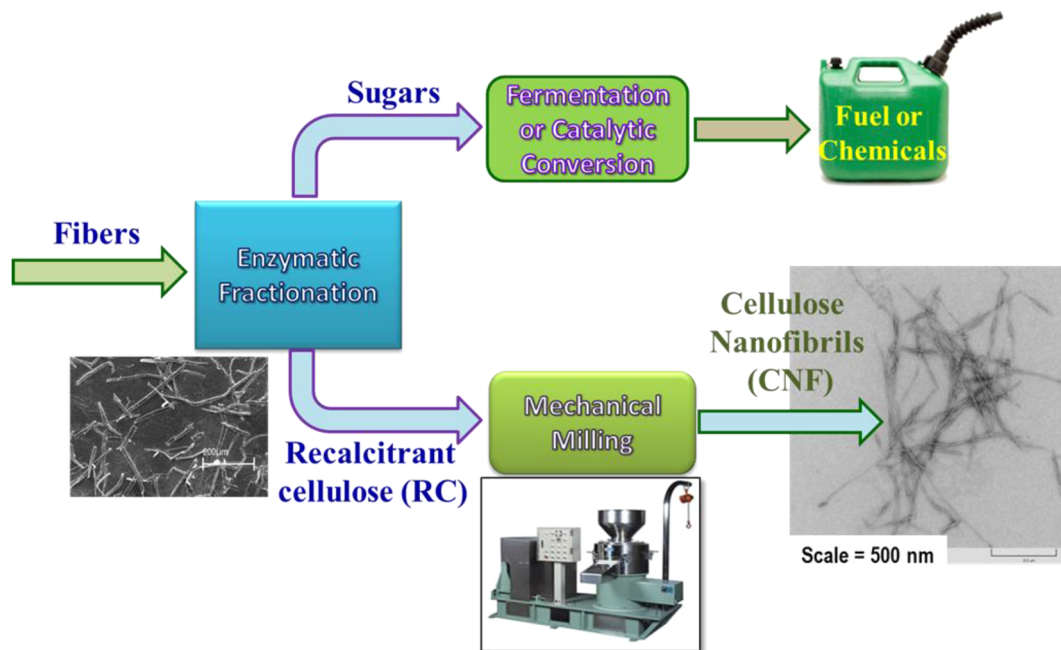 Sugars
Fermentation
or Catalytic
Conversion
Fuel or
Chemicals
Fibers
Enzymatic
Fractionation
Cellulose
Nanofibrils
(CNF)
200µm
Recalcitrant
cellulose (RC)
Mechanical
Milling
Scale = 500 nm